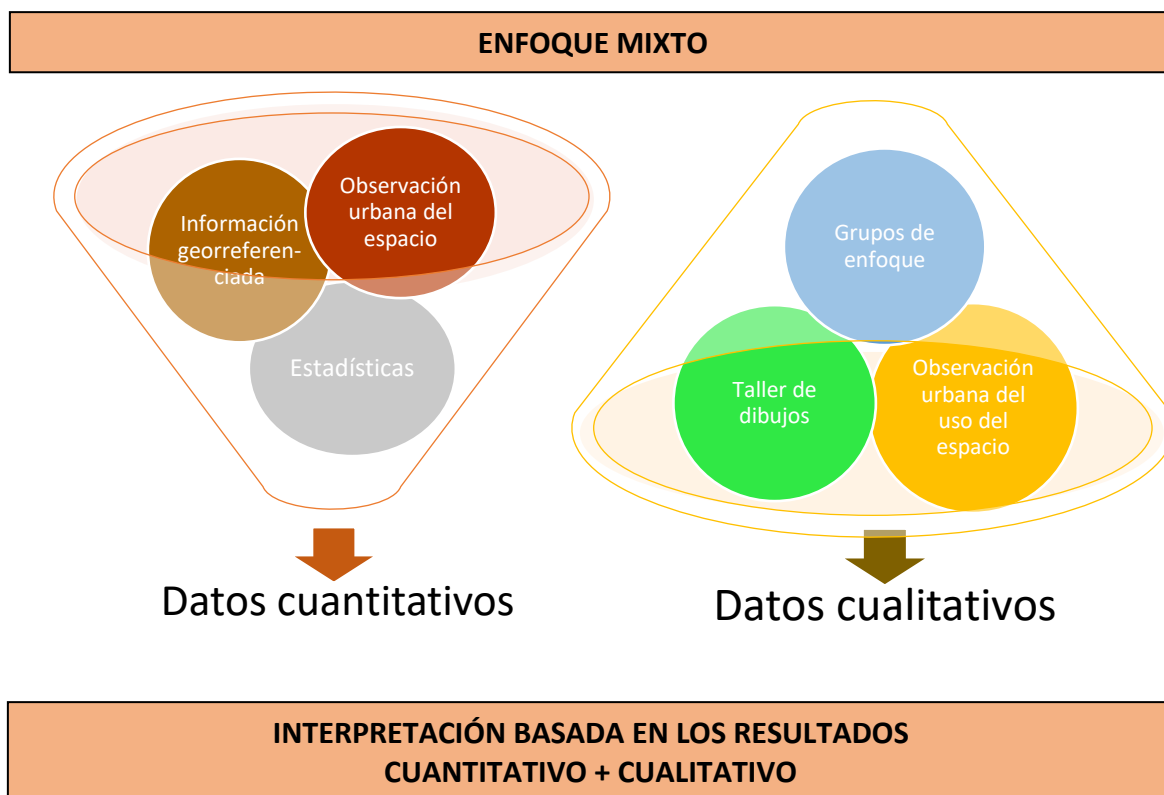 ENFOQUE MIXTO
Información
georreferen-
ciada
Observación
urbana del
espacio
Estadísticas
Datos cuantitativos
Grupos de
enfoque
Taller de
dibujos
Observación
urbana del
uso del
espacio
Datos cualitativos
INTERPRETACIÓN BASADA EN LOS RESULTADOS
CUANTITATIVO + CUALITATIVO